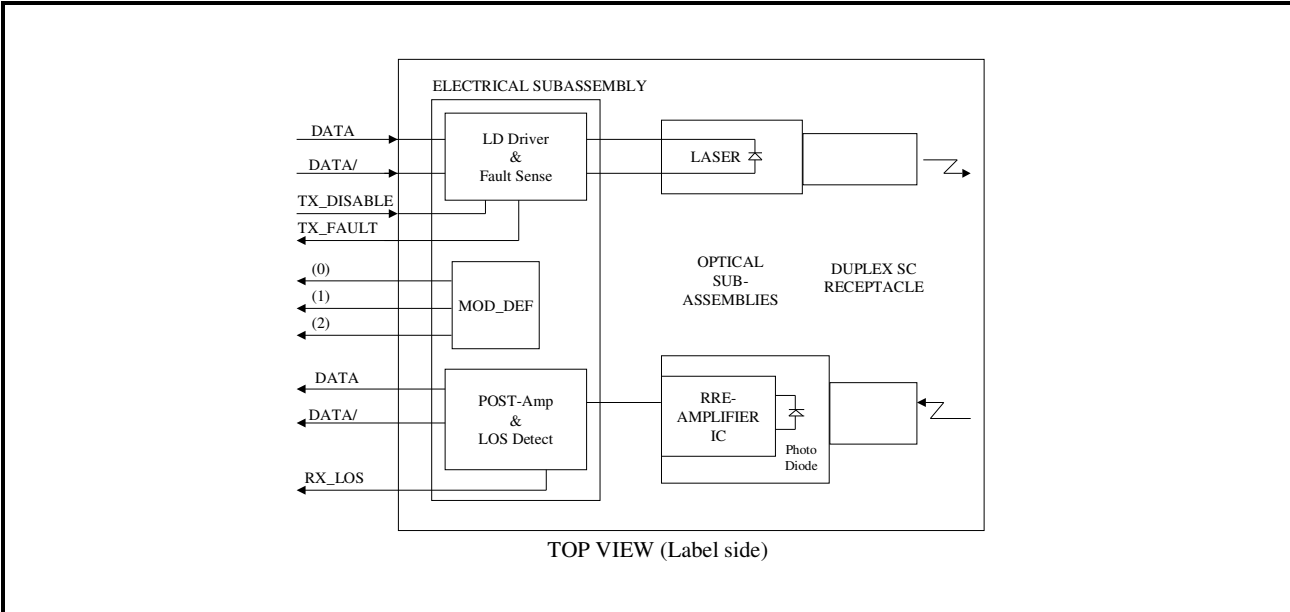 ELECTRICAL SUBASSEMBLY
DATA
DATA/
TX_DISABLE
TX_FAULT
LD Driver
&
Fault Sense
LASER
(0)
(1)
(2)
MOD_DEF
OPTICAL
SUB-
ASSEMBLIES
DUPLEX SC
RECEPTACLE
DATA
DATA/
RX_LOS
POST-Amp
&
LOS Detect
RRE-
AMPLIFIER
IC
Photo
Diode
TOP VIEW (Label side)